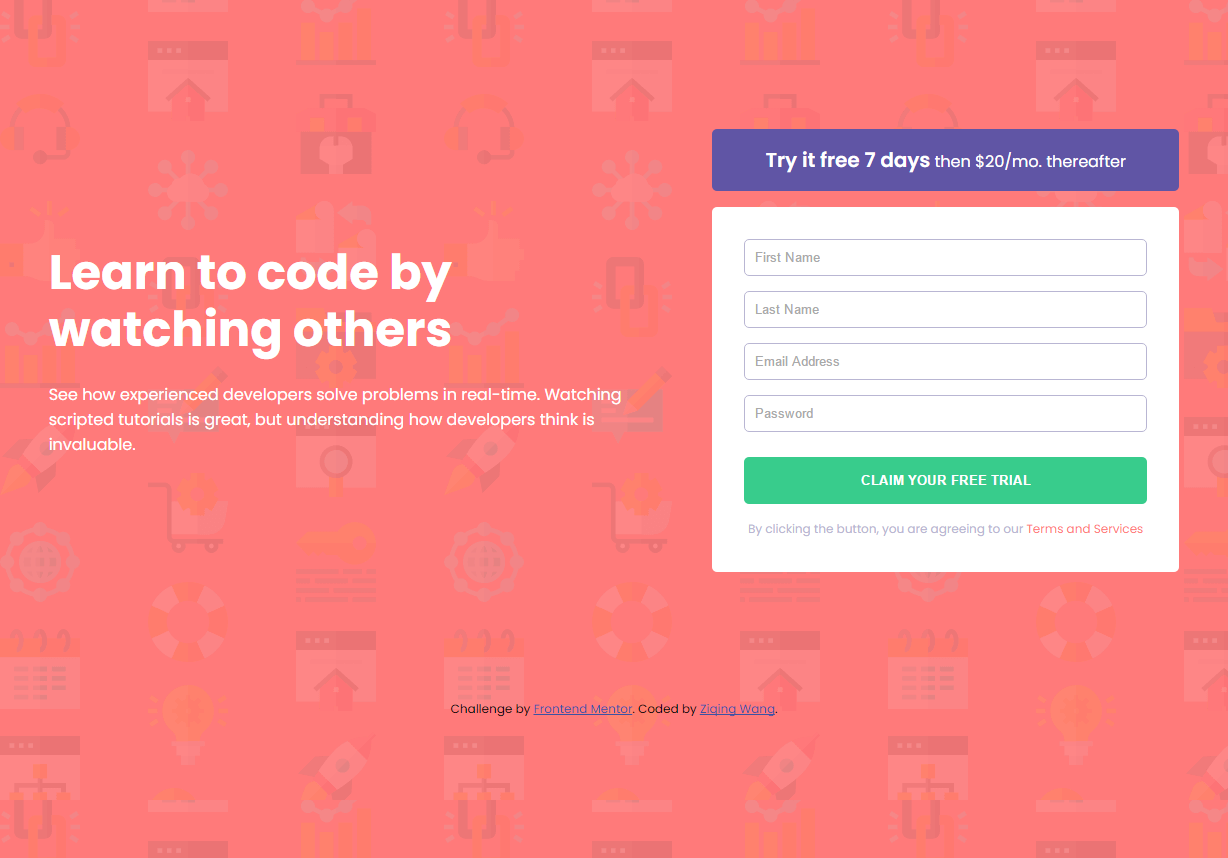 Learn to code by
watching others
See how experienced developers solve problems in real-time. Watching
scripted tutorials is great, but understanding how developers think is
invaluable.
Try it free 7 days then $20/mo. thereafter
First Name
Last Name
Email Address
Password
CLAIM YOUR FREE TRIAL
By clicking the button, you are agreeing to our Terms and Services
Challenge by Frontend Mentor. Coded by Ziqing Wang.